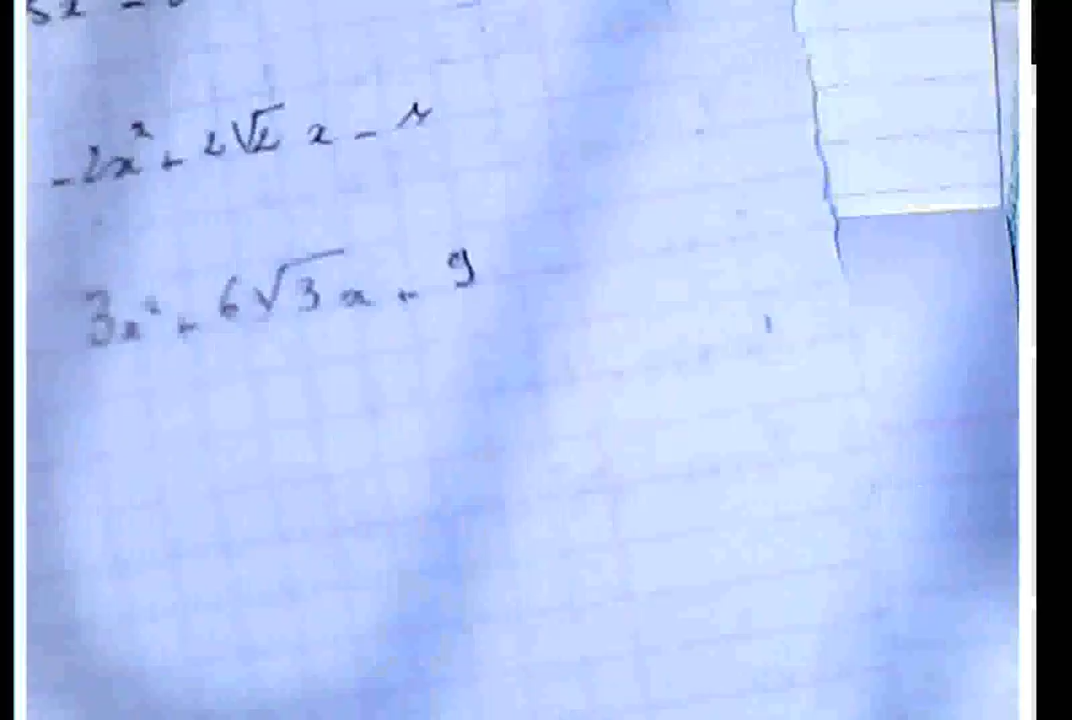 -2x² + 2√2 x - 1
3x² + 6√3 x + 9